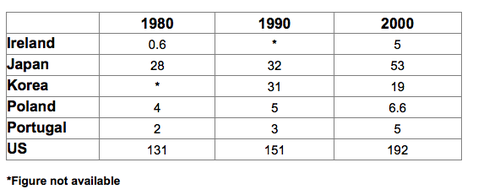 1980 1990 2000
Ireland 0.6 * 5
Japan 28 32 53
Korea * 31 19
Poland 4 5 6.6
Portugal 2 3 5
US 131 151 192
*Figure not available